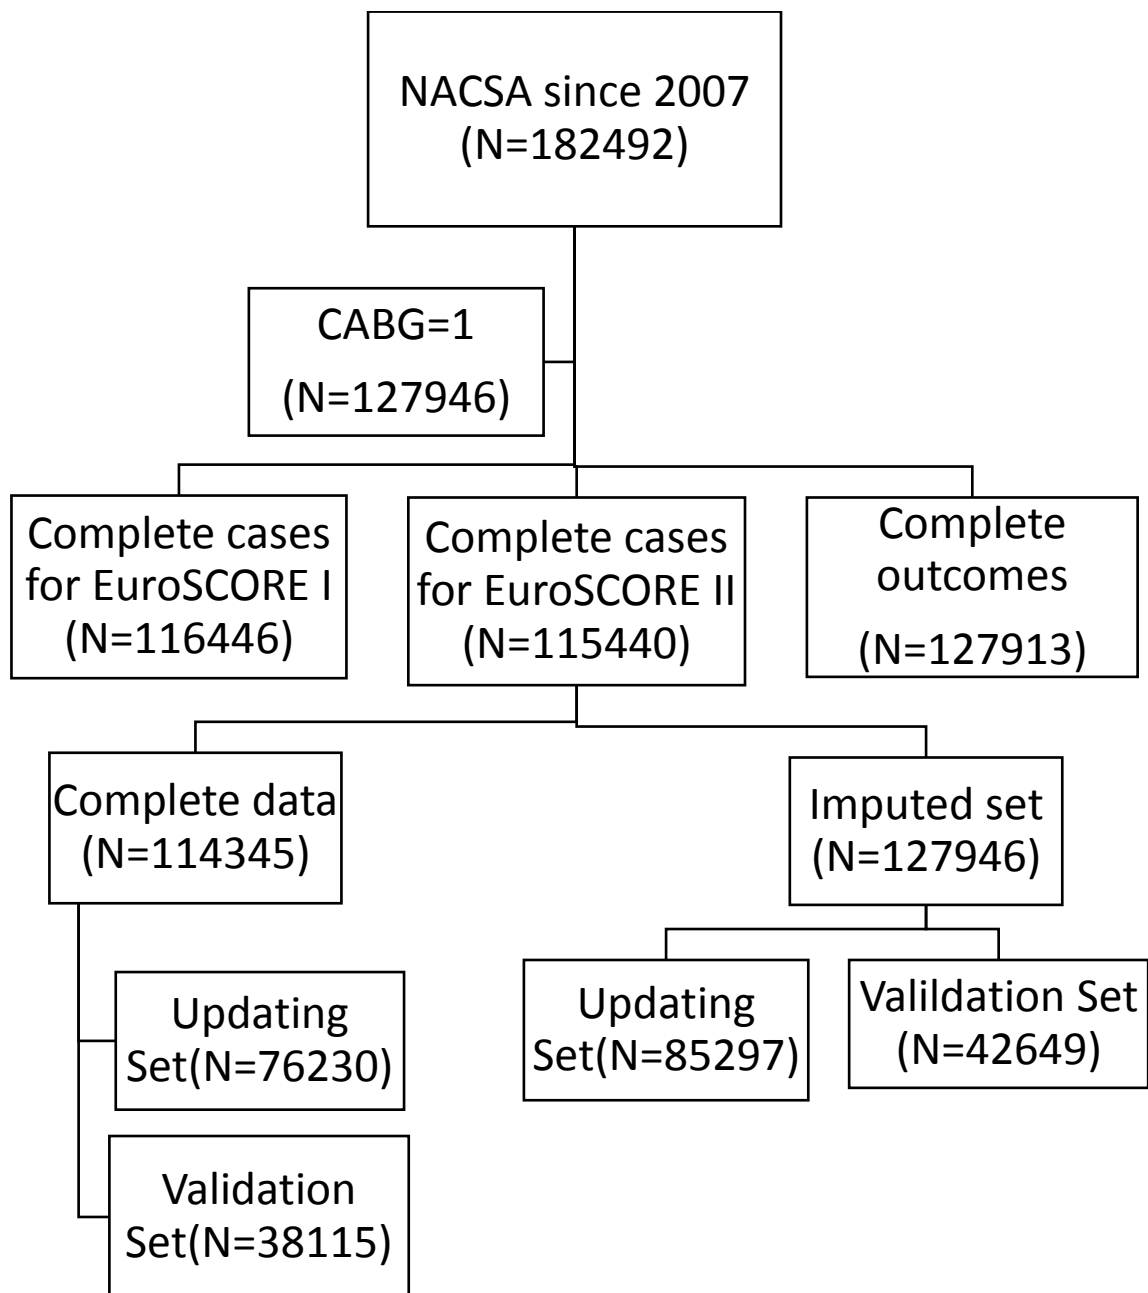 NACSA since 2007
(N=182492)
CABG=1
(N=127946)
Complete cases
for EuroSCORE I
(N=116446)
Complete cases
for EuroSCORE II
(N=115440)
Complete
outcomes
(N=127913)
Complete data
(N=114345)
Imputed set
(N=127946)
Updating
Set(N=76230)
Validation
Set(N=38115)
Updating
Set(N=85297)
Valildation Set
(N=42649)